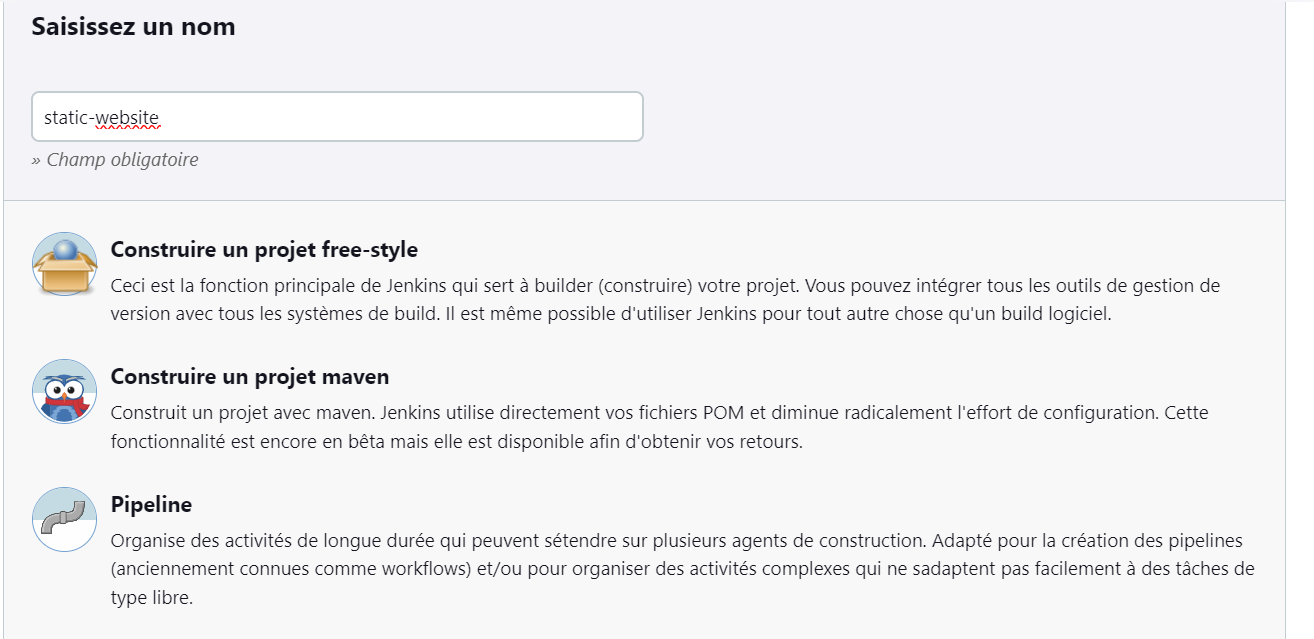 Saisissez un nom
static-website
» Champ obligatoire
Construire un projet free-style
Ceci est la fonction principale de Jenkins qui sert à builder (construire) votre projet. Vous pouvez intégrer tous les outils de gestion de
version avec tous les systèmes de build. Il est même possible d'utiliser Jenkins pour tout autre chose qu'un build logiciel.
Construire un projet maven
Construit un projet avec maven. Jenkins utilise directement vos fichiers POM et diminue radicalement l'effort de configuration. Cette
fonctionnalité est encore en bêta mais elle est disponible afin d'obtenir vos retours.
Pipeline
Organise des activités de longue durée qui peuvent sétendre sur plusieurs agents de construction. Adapté pour la création des pipelines
(anciennement connues comme workflows) et/ou pour organiser des activités complexes qui ne sadaptent pas facilement à des tâches de
type libre.